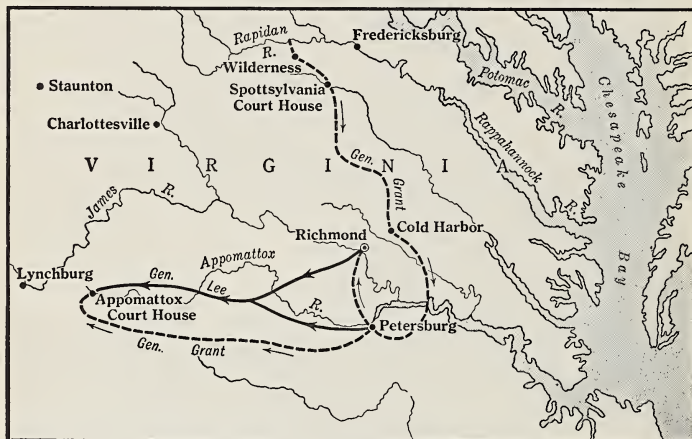 Rapidan
R.
Fredericksburg
Wilderness
Spottsylvania
Court House
Staunton
Charlottesville
Potomac
R.
Rappahannock
R.
Chesapeake
Bay
VIRGINIA
James
R.
Gen.
Grant
Cold Harbor
Richmond
Lynchburg
Gen.
Lee
Appomattox
R.
Appomattox
Court House
Petersburg
Gen.
Grant